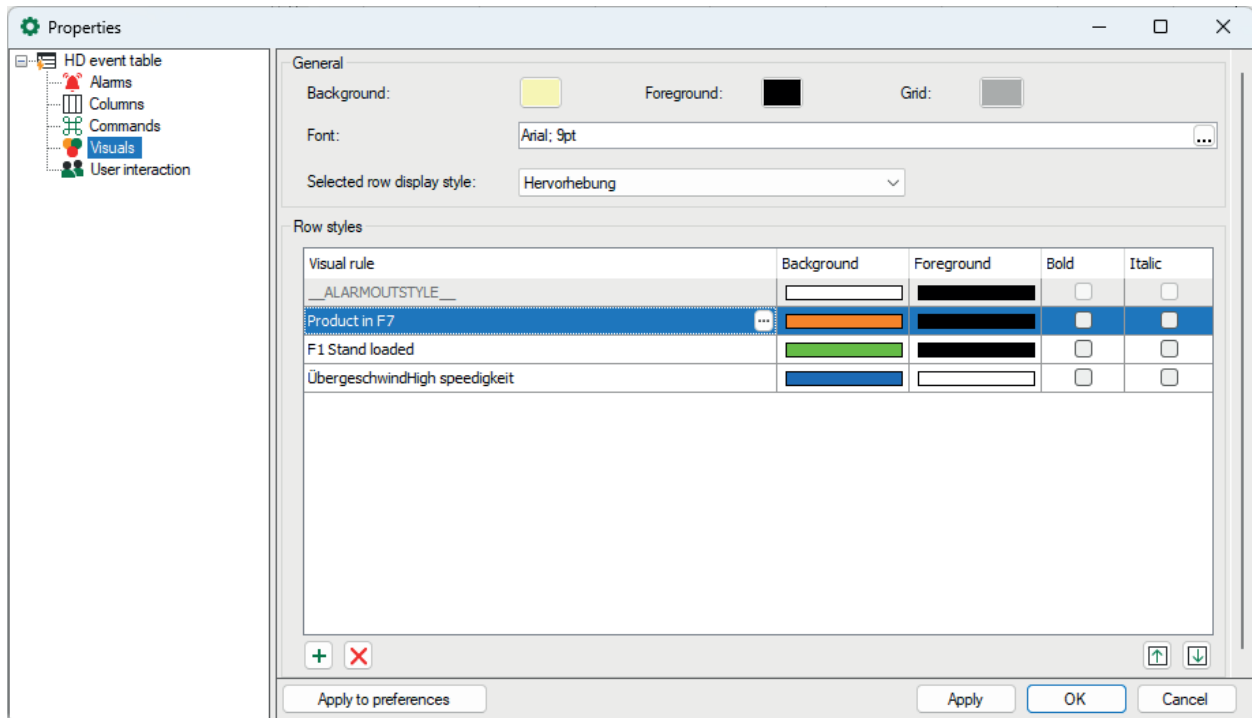 Properties
HD event table
Alarms
Columns
Commands
Visuals
User interaction
General
Background: Foreground: Grid:
Font: Arial; 9pt ...
Selected row display style: Hervorhebung
Row styles
Visual rule Background Foreground Bold Italic
__ALARMOUTSTYLE__
Product in F7 ...
F1 Stand loaded
ÜbergeschwindHigh speedigkeit
Apply to preferences Apply OK Cancel